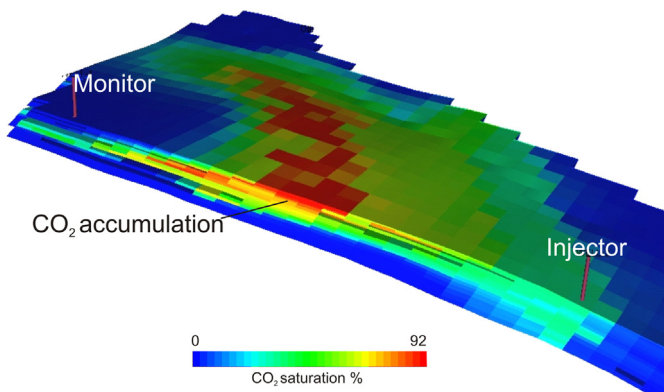 Monitor
CO₂ accumulation
Injector
0 92
CO₂ saturation %